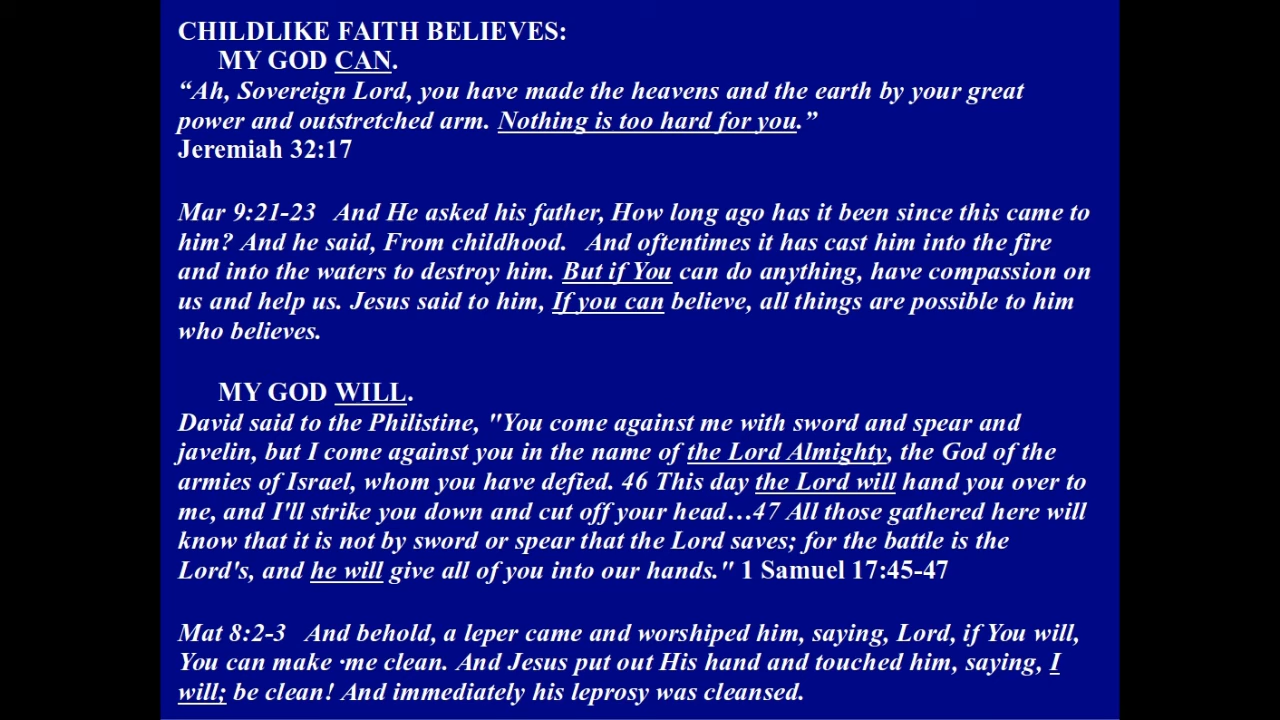 CHILDLIKE FAITH BELIEVES:
MY GOD CAN.
“Ah, Sovereign Lord, you have made the heavens and the earth by your great
power and outstretched arm. Nothing is too hard for you.”
Jeremiah 32:17
Mar 9:21-23 And He asked his father, How long ago has it been since this came to
him? And he said, From childhood. And oftentimes it has cast him into the fire
and into the waters to destroy him. But if You can do anything, have compassion on
us and help us. Jesus said to him, If you can believe, all things are possible to him
who believes.
MY GOD WILL.
David said to the Philistine, "You come against me with sword and spear and
javelin, but I come against you in the name of the Lord Almighty, the God of the
armies of Israel, whom you have defied. 46 This day the Lord will hand you over to
me, and I'll strike you down and cut off your head…47 All those gathered here will
know that it is not by sword or spear that the Lord saves; for the battle is the
Lord's, and he will give all of you into our hands." 1 Samuel 17:45-47
Mat 8:2-3 And behold, a leper came and worshiped him, saying, Lord, if You will,
You can make ·me clean. And Jesus put out His hand and touched him, saying, I
will; be clean! And immediately his leprosy was cleansed.